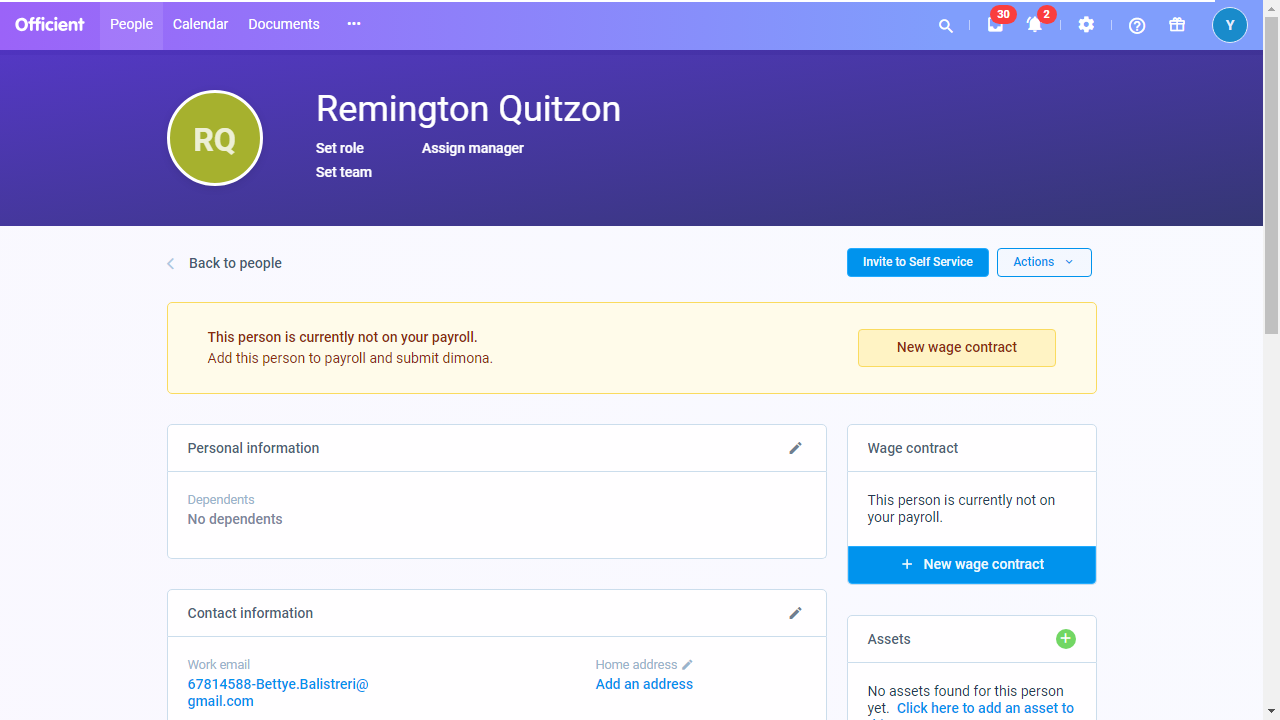 Officient
People
Calendar
Documents
30
2
Y
RQ
Remington Quitzon
Set role
Assign manager
Set team
Back to people
Invite to Self Service
Actions
This person is currently not on your payroll.
Add this person to payroll and submit dimona.
New wage contract
Personal information
Dependents
No dependents
Wage contract
This person is currently not on
your payroll.
New wage contract
Contact information
Work email
67814588-Bettye.Balistreri@
gmail.com
Home address
Add an address
Assets
No assets found for this person
yet. Click here to add an asset to